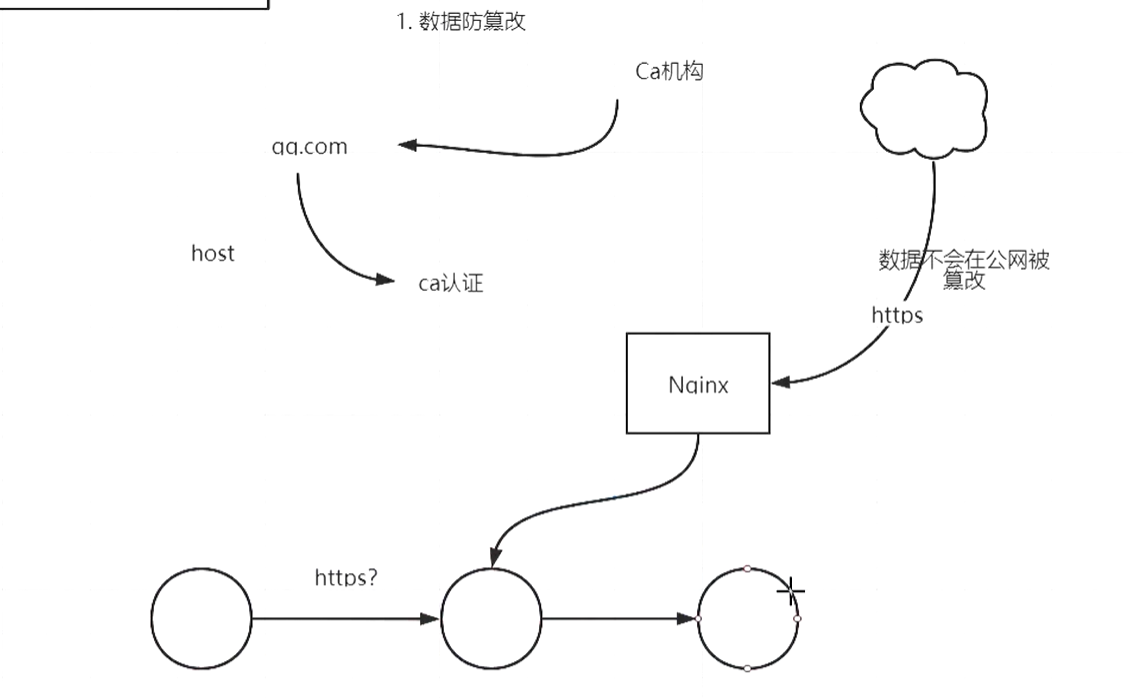 1. 数据防篡改
Ca机构
qq.com
host
ca认证
数据不会在公网被
篡改
https
Nginx
https?